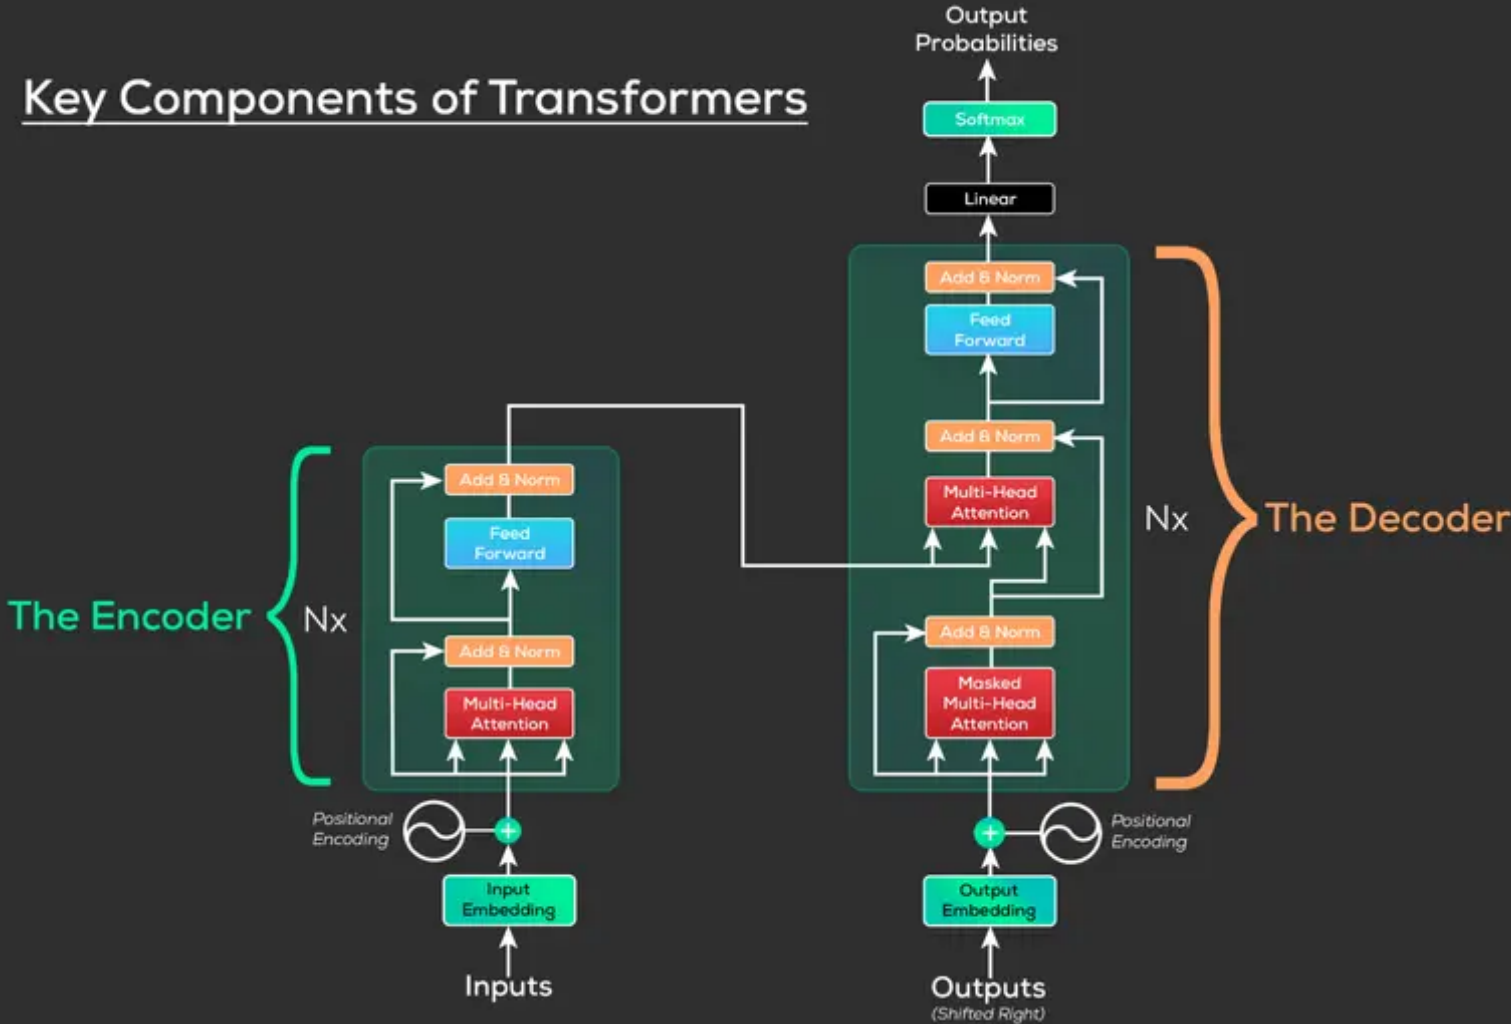 Key Components of Transformers
Output
Probabilities
Softmax
Linear
Add & Norm
Feed
Forward
Add & Norm
Multi-Head
Attention
Nx
The Decoder
Add & Norm
Masked
Multi-Head
Attention
Positional
Encoding
Output
Embedding
Outputs
(Shifted Right)
The Encoder
Nx
Add & Norm
Feed
Forward
Add & Norm
Multi-Head
Attention
Positional
Encoding
Input
Embedding
Inputs